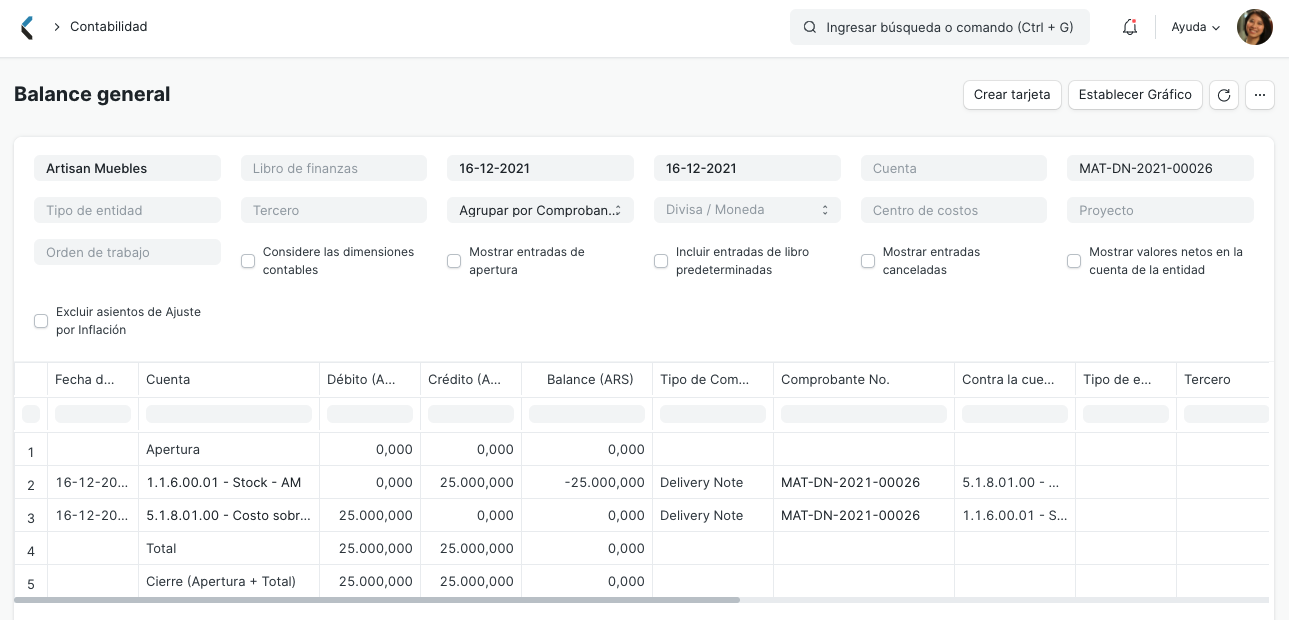 Contabilidad
Ingresar búsqueda o comando (Ctrl + G)
Ayuda
Balance general
Crear tarjeta
Establecer Gráfico
Artisan Muebles
Libro de finanzas
16-12-2021
16-12-2021
Cuenta
MAT-DN-2021-00026
Tipo de entidad
Tercero
Agrupar por Comproban...
Divisa / Moneda
Centro de costos
Proyecto
Orden de trabajo
Considere las dimensiones
contables
Mostrar entradas de
apertura
Incluir entradas de libro
predeterminadas
Mostrar entradas
canceladas
Mostrar valores netos en la
cuenta de la entidad
Excluir asientos de Ajuste
por Inflación
Fecha d... Cuenta Débito (A... Crédito (A... Balance (ARS) Tipo de Com... Comprobante No. Contra la cue... Tipo de e... Tercero
1 Apertura 0,000 0,000 0,000
2 16-12-20... 1.1.6.00.01 - Stock - AM 0,000 25.000,000 -25.000,000 Delivery Note MAT-DN-2021-00026 5.1.8.01.00 - ...
3 16-12-20... 5.1.8.01.00 - Costo sobr... 25.000,000 0,000 0,000 Delivery Note MAT-DN-2021-00026 1.1.6.00.01 - S...
4 Total 25.000,000 25.000,000 0,000
5 Cierre (Apertura + Total) 25.000,000 25.000,000 0,000